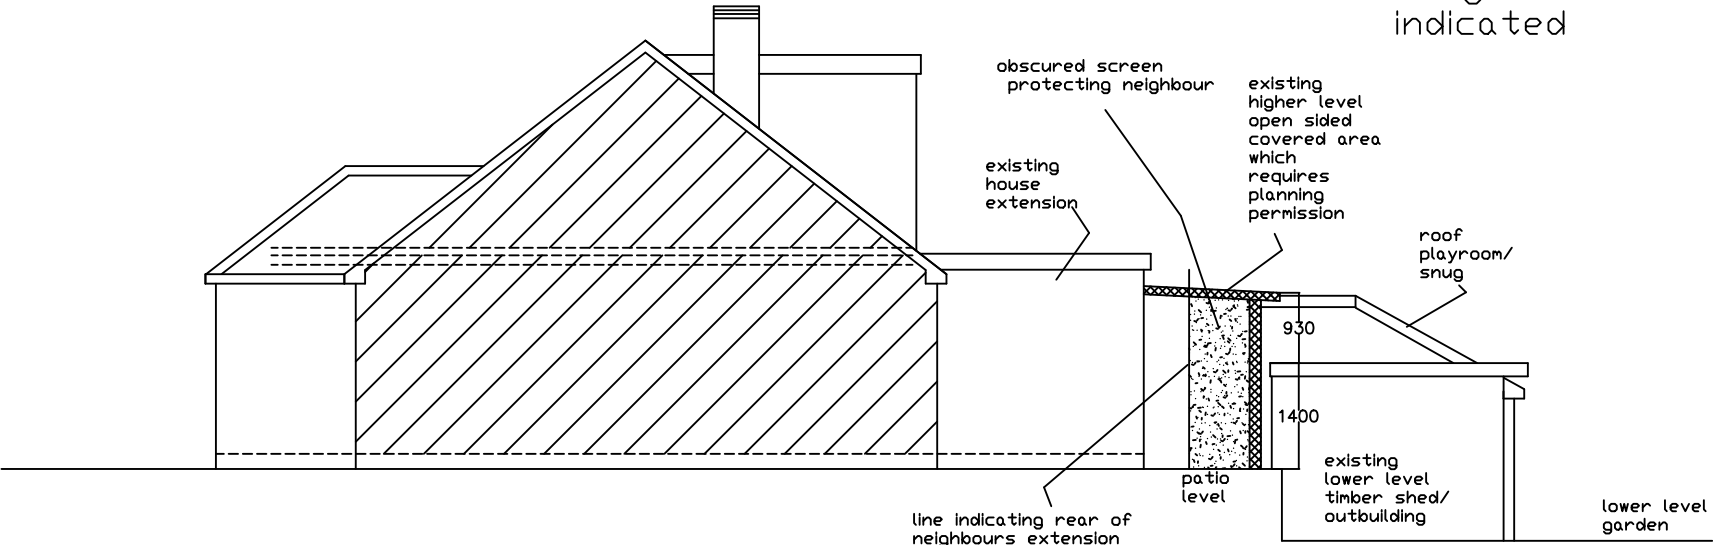 indicated
obscured screen
protecting neighbour
existing
higher level
open sided
covered area
which
requires
planning
permission
existing
house
extension
roof
playroom/
snug
930
1400
existing
lower level
timber shed/
outbuilding
patio
level
lower level
garden
line indicating rear of
neighbours extension